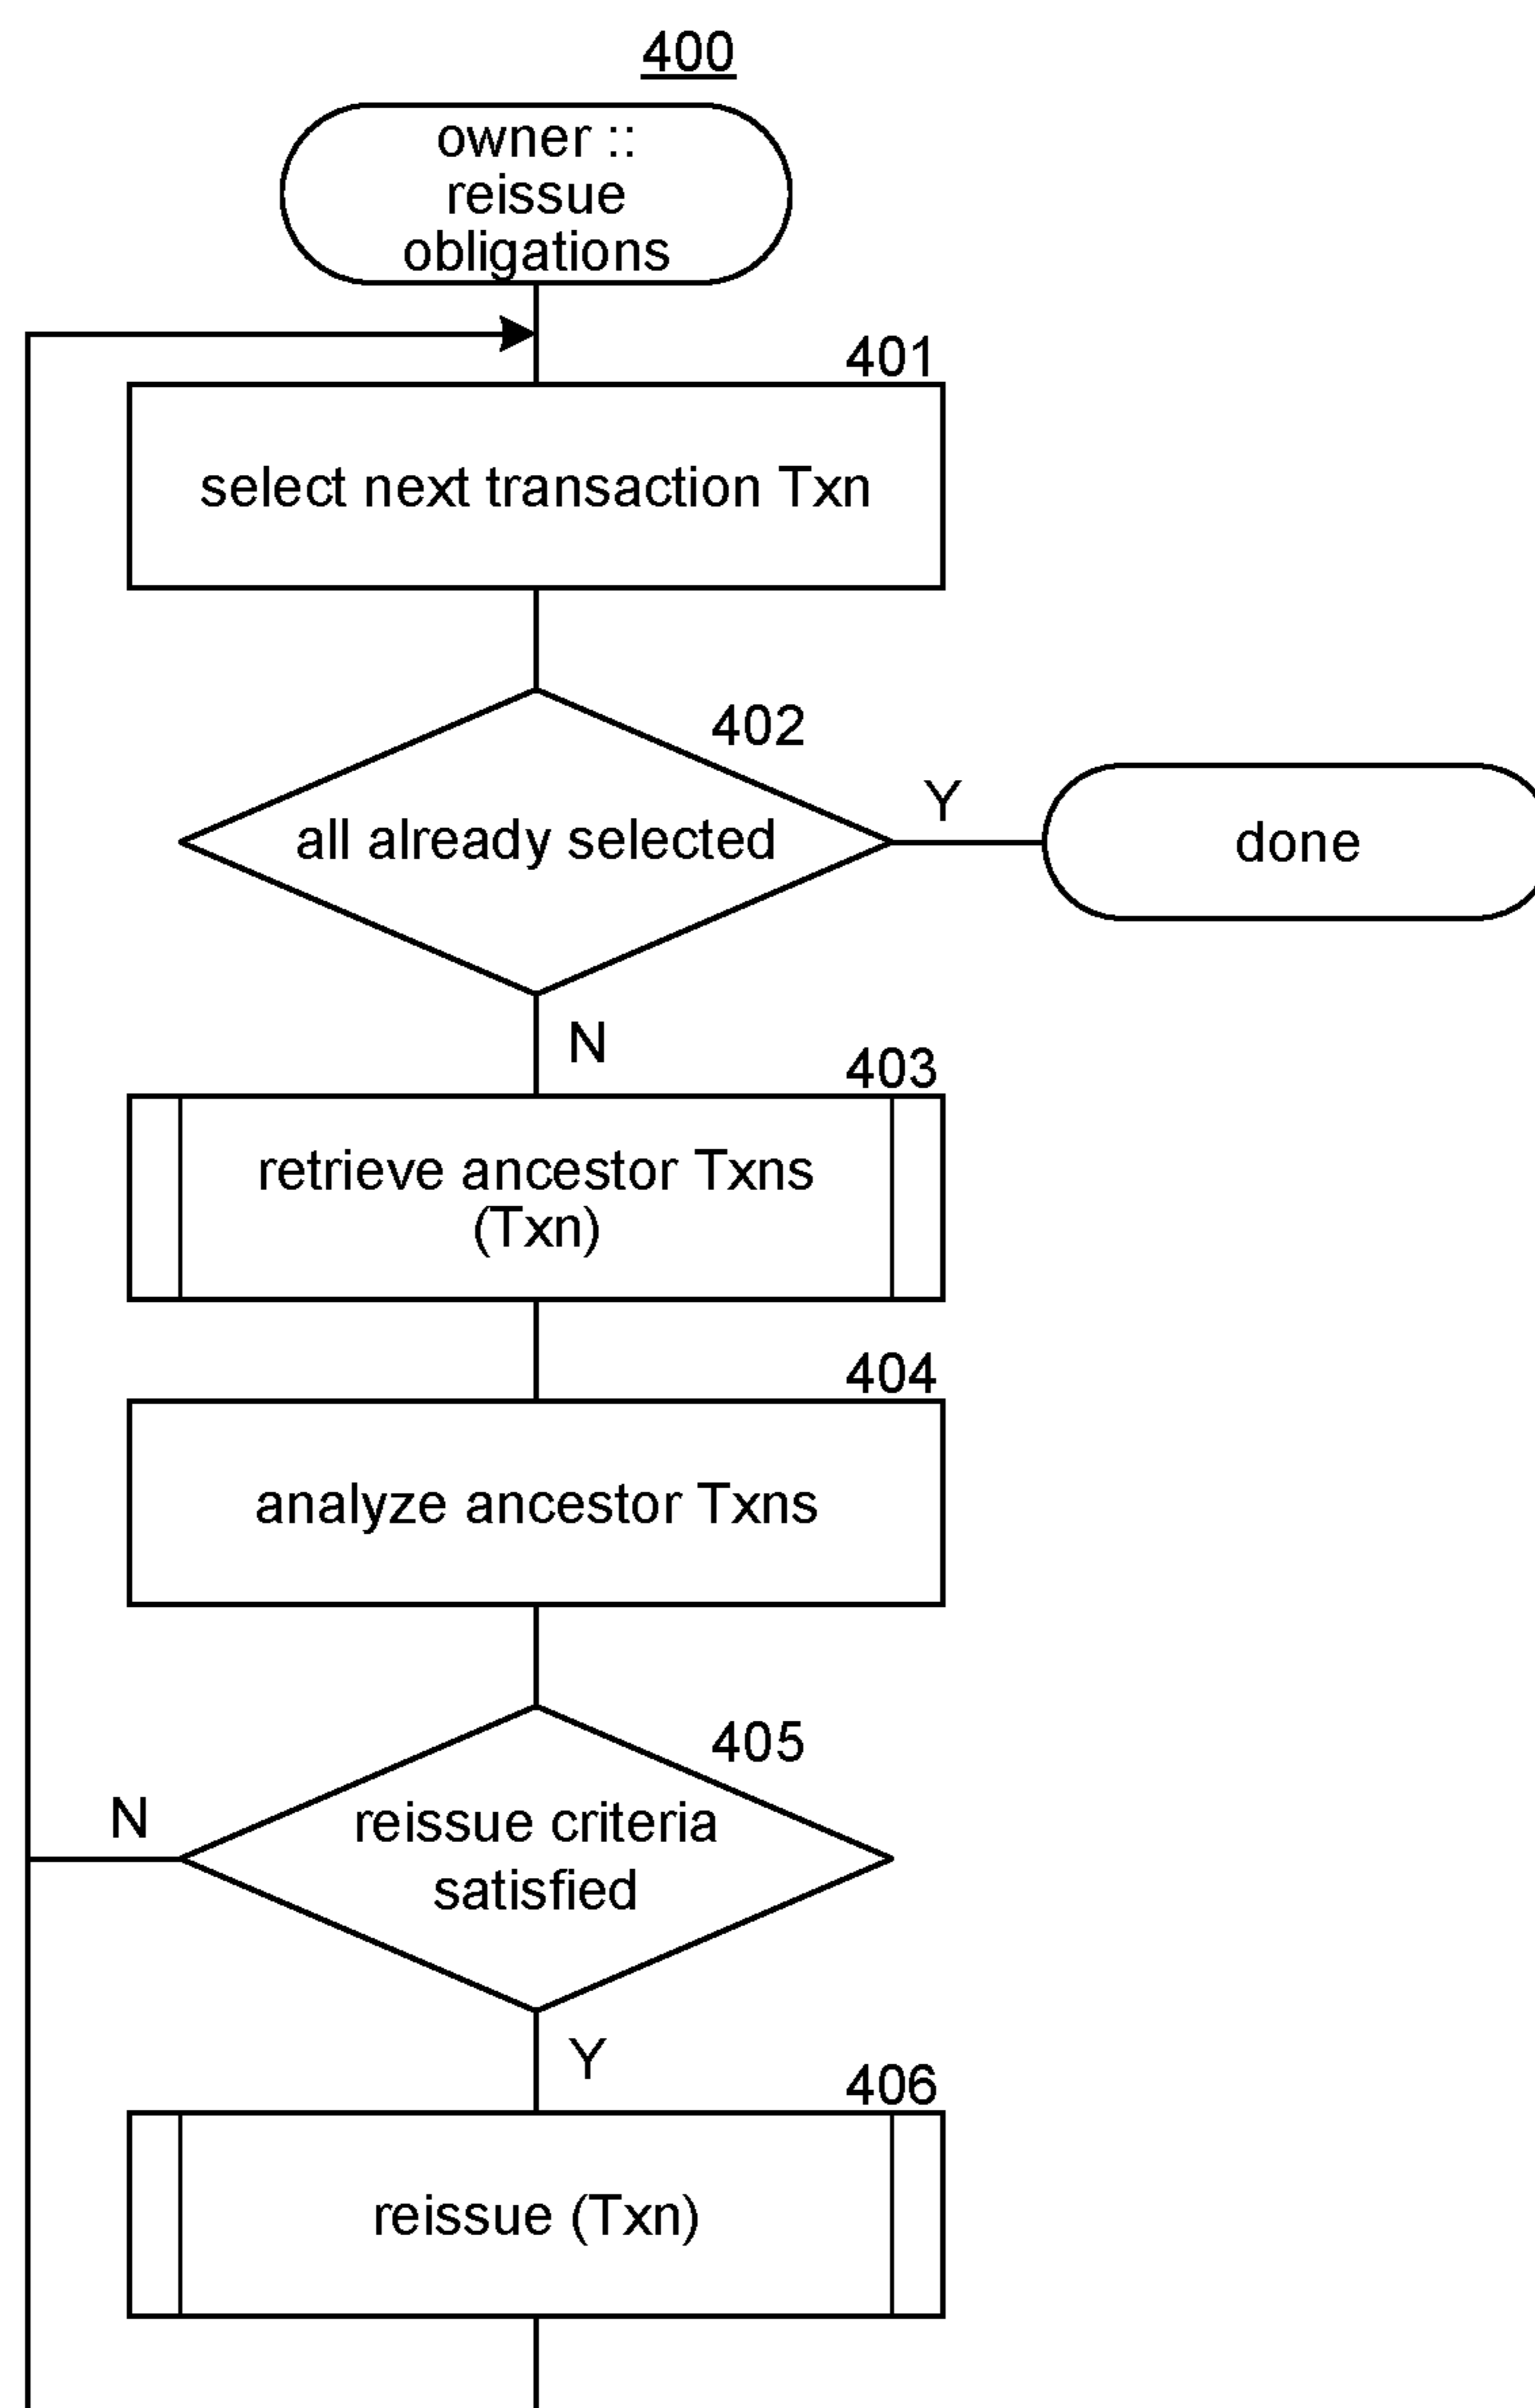 400
owner ::
reissue
obligations
401
select next transaction Txn
402
all already selected
Y
done
N
403
retrieve ancestor Txns
(Txn)
404
analyze ancestor Txns
405
reissue criteria
satisfied
N
Y
406
reissue (Txn)